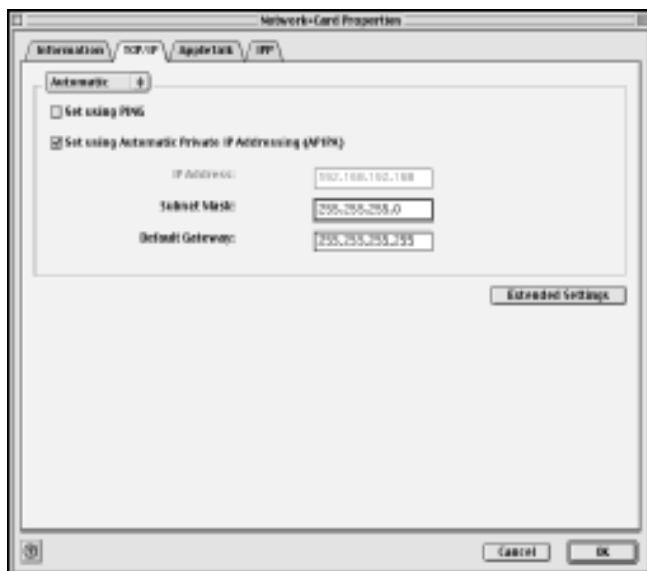 Network-Card Properties
Information TCP/IP AppleTalk IPP
Automatic
Set using PING
Set using Automatic Private IP Addressing (APIPA)
IP Address: 192.168.192.168
Subnet Mask: 255.255.255.0
Default Gateway: 255.255.255.255
Extended Settings
Cancel OK